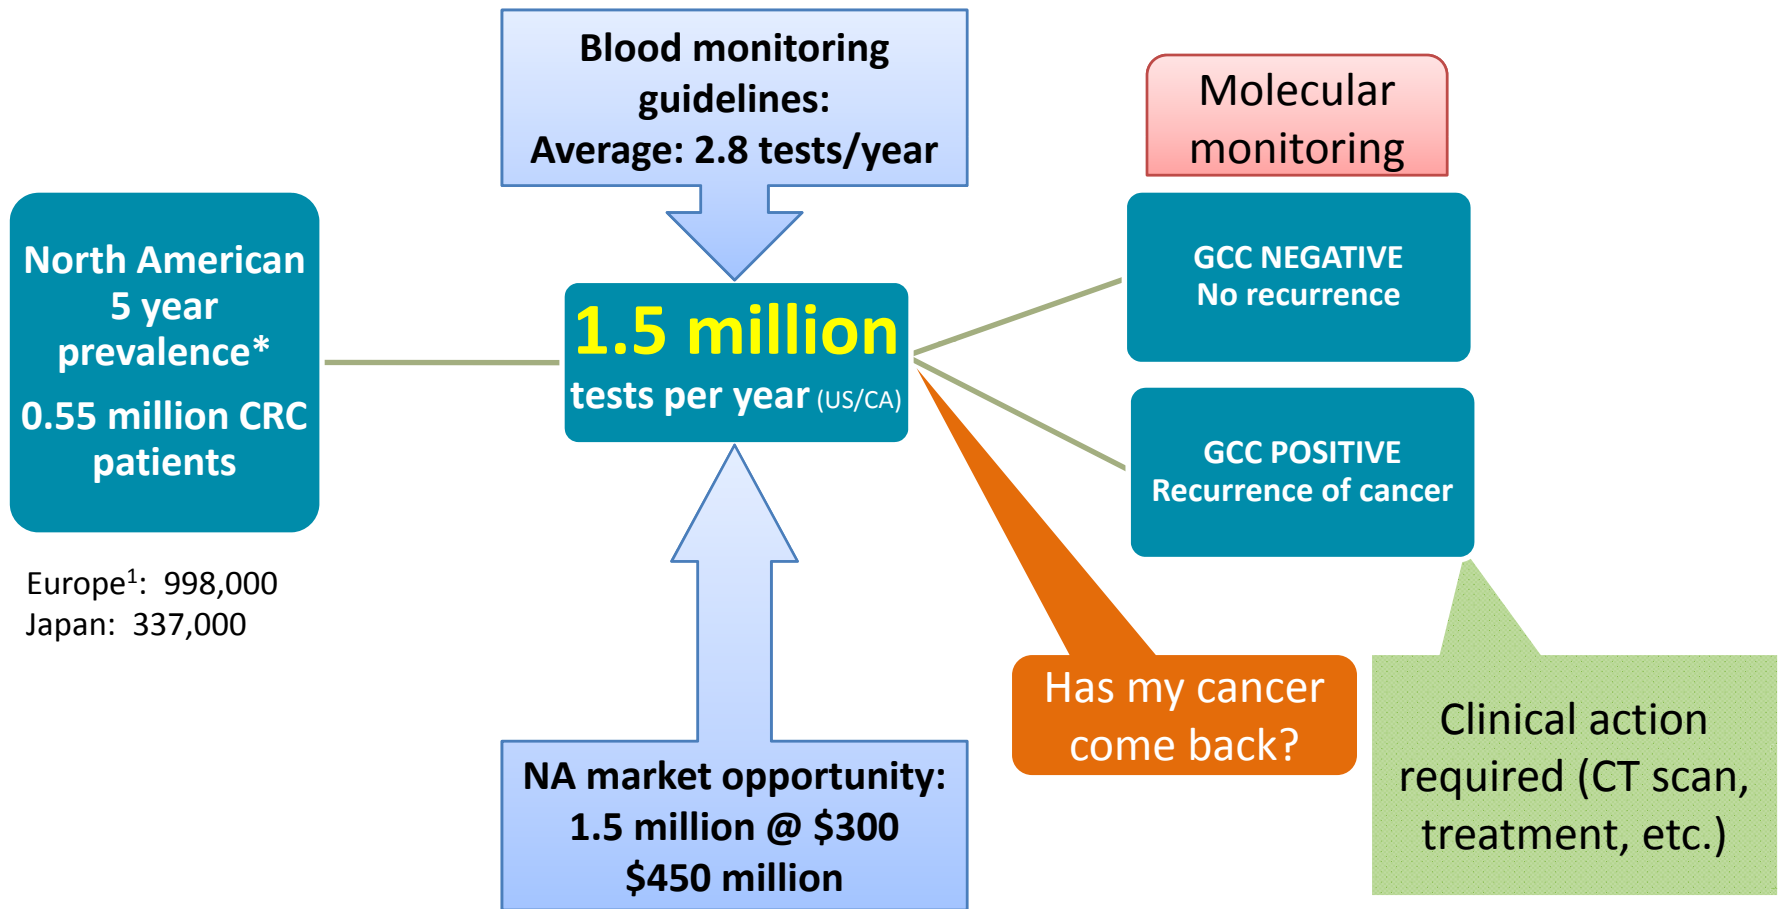 Blood monitoring
guidelines:
Average: 2.8 tests/year
Molecular
monitoring
North American
5 year
prevalence*
0.55 million CRC
patients
1.5 million
tests per year (US/CA)
GCC NEGATIVE
No recurrence
GCC POSITIVE
Recurrence of cancer
Europe¹: 998,000
Japan: 337,000
Has my cancer
come back?
Clinical action
required (CT scan,
treatment, etc.)
NA market opportunity:
1.5 million @ $300
$450 million